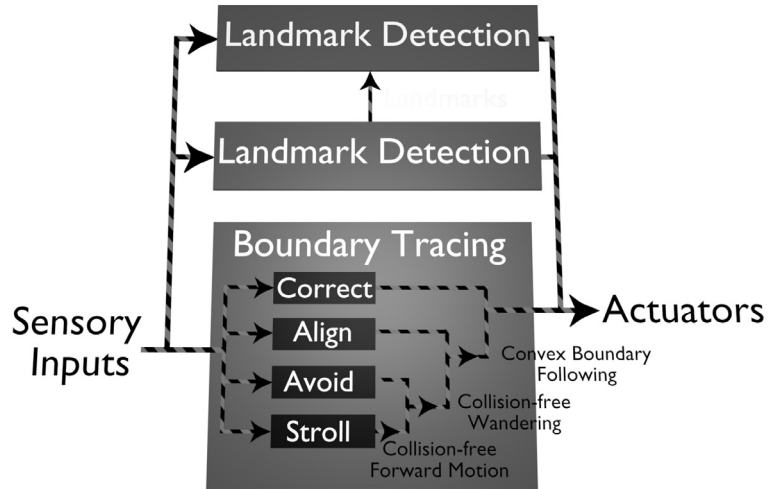 Landmark Detection
Landmarks
Landmark Detection
Boundary Tracing
Correct
Sensory
Inputs
Actuators
Align
Convex Boundary
Following
Avoid
Collision-free
Wandering
Stroll
Collision-free
Forward Motion